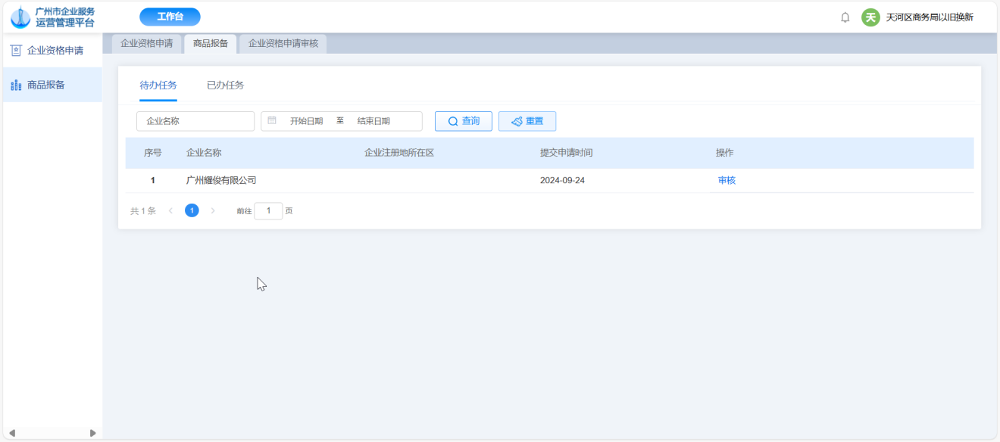 广州市企业服务
运营管理平台
工作台
天
天河区商务局以旧换新
企业资格申请
商品报备
企业资格申请
商品报备
企业资格申请审核
待办任务
已办任务
企业名称
开始日期 至 结束日期
查询
重置
序号 企业名称 企业注册地所在区 提交申请时间 操作
1 广州耀俊有限公司 2024-09-24 审核
共 1 条 1 前往 1 页